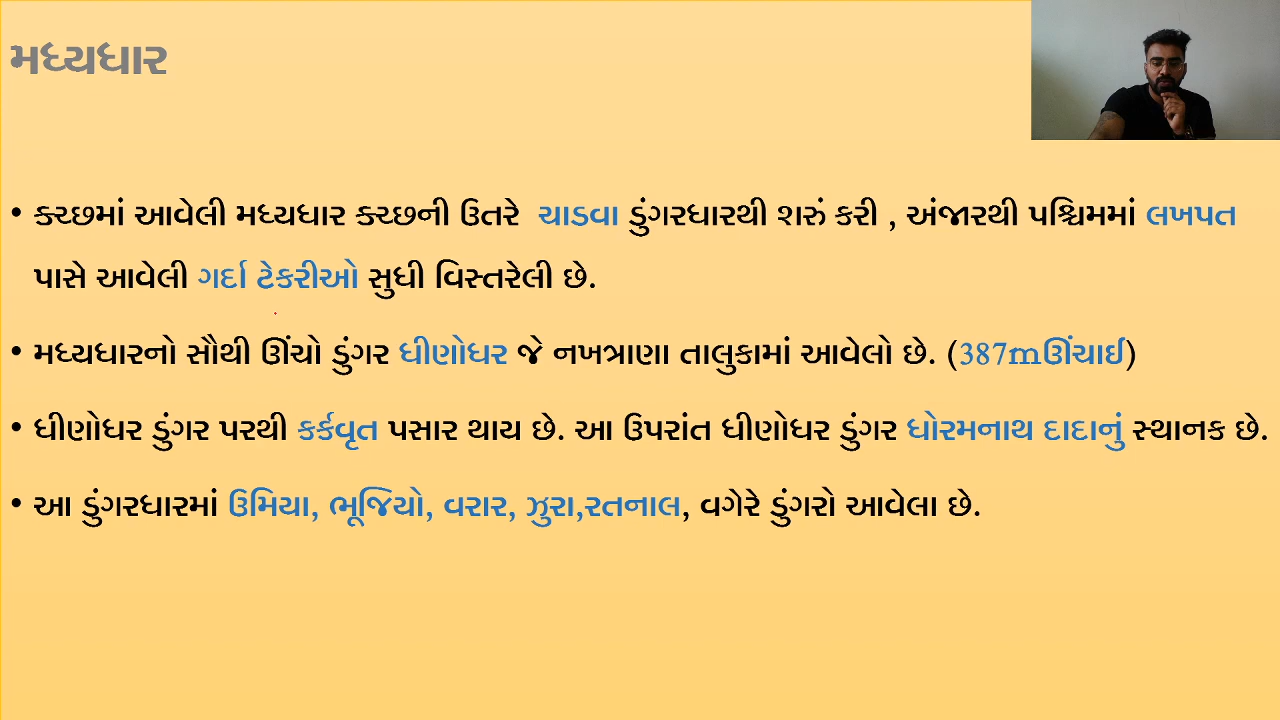 મધ્યધાર
• કચ્છમાં આવેલી મધ્યધાર કચ્છની ઉતરે ચાડવા ડુંગરધારથી શરું કરી , અંજારથી પશ્ચિમમાં લખપત
પાસે આવેલી ગર્દા ટેકરીઓ સુધી વિસ્તરેલી છે.
• મધ્યધારનો સૌથી ઊંચો ડુંગર ધીણોધર જે નખત્રાણા તાલુકામાં આવેલો છે. (387mઊંચાઈ)
• ધીણોધર ડુંગર પરથી કર્કવૃત પસાર થાય છે. આ ઉપરાંત ધીણોધર ડુંગર ધોરમનાથ દાદાનું સ્થાનક છે.
• આ ડુંગરધારમાં ઉમિયા, ભૂજિયો, વરાર, ઝુરા,રતનાલ, વગેરે ડુંગરો આવેલા છે.